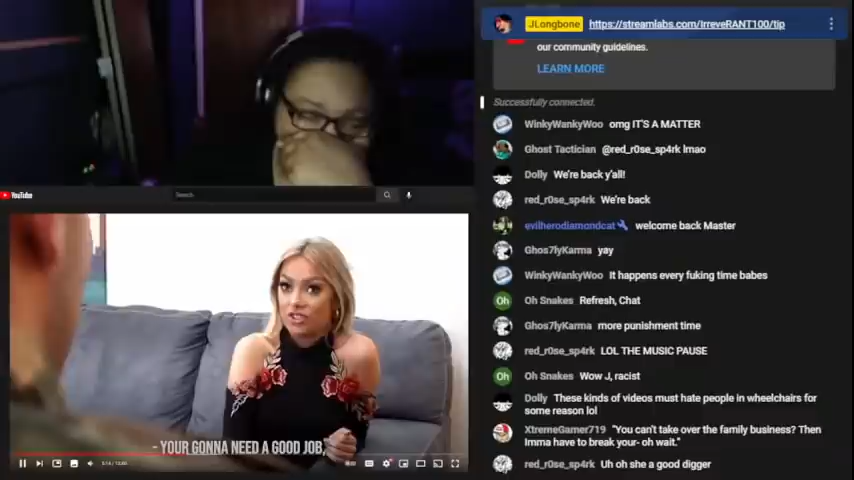 JLongbone https://streamlabs.com/IrreveRANT100/tip
our community guidelines.
LEARN MORE
Successfully connected.
WinkyWankyWoo omg IT'S A MATTER
Ghost Tactician @red_r0se_sp4rk lmao
Dolly We're back y'all!
red_r0se_sp4rk We're back
evilherodiamondcat welcome back Master
Ghos7lyKarma yay
WinkyWankyWoo It happens every fuking time babes
Oh Oh Snakes Refresh, Chat
Ghos7lyKarma more punishment time
red_r0se_sp4rk LOL THE MUSIC PAUSE
Oh Oh Snakes Wow J, racist
Dolly These kinds of videos must hate people in wheelchairs for
some reason lol
XtremeGamer719 "You can't take over the family business? Then
Imma have to break your- oh wait."
red_r0se_sp4rk Uh oh she a good digger
YouTube
Search
- YOUR GONNA NEED A GOOD JOB,